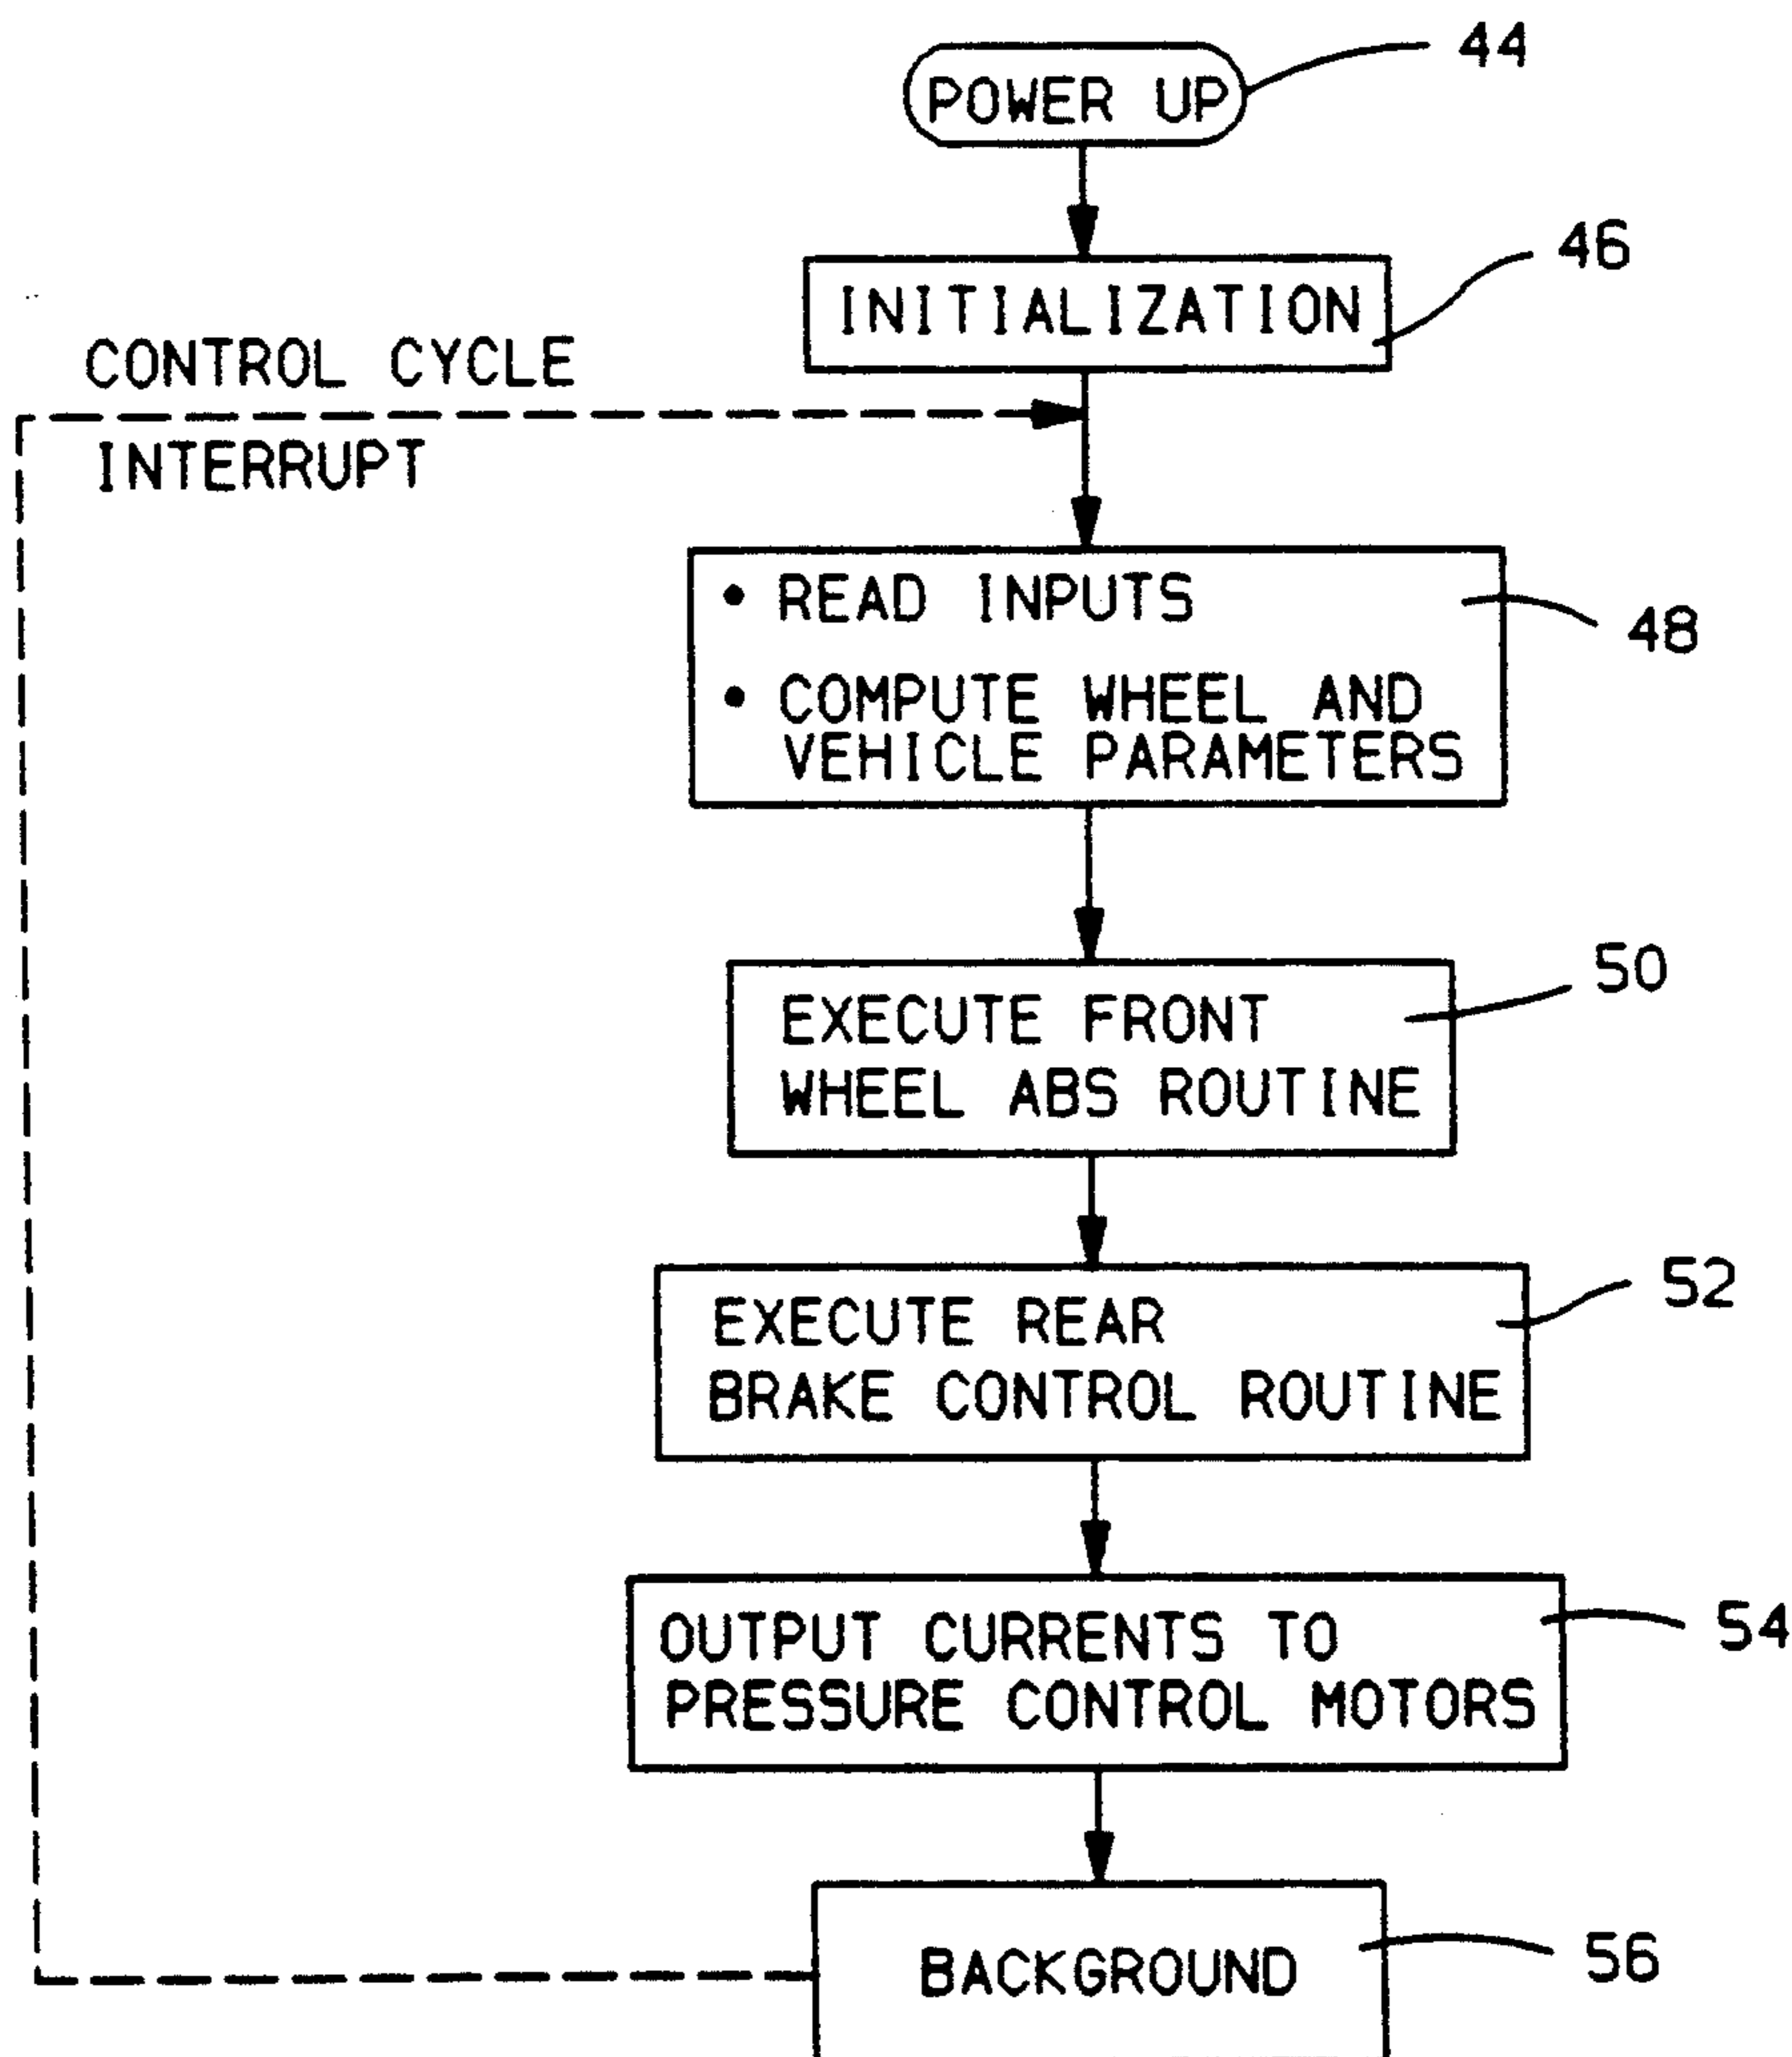 44
POWER UP
46
INITIALIZATION
CONTROL CYCLE
INTERRUPT
• READ INPUTS
48
• COMPUTE WHEEL AND
VEHICLE PARAMETERS
50
EXECUTE FRONT
WHEEL ABS ROUTINE
52
EXECUTE REAR
BRAKE CONTROL ROUTINE
54
OUTPUT CURRENTS TO
PRESSURE CONTROL MOTORS
56
BACKGROUND